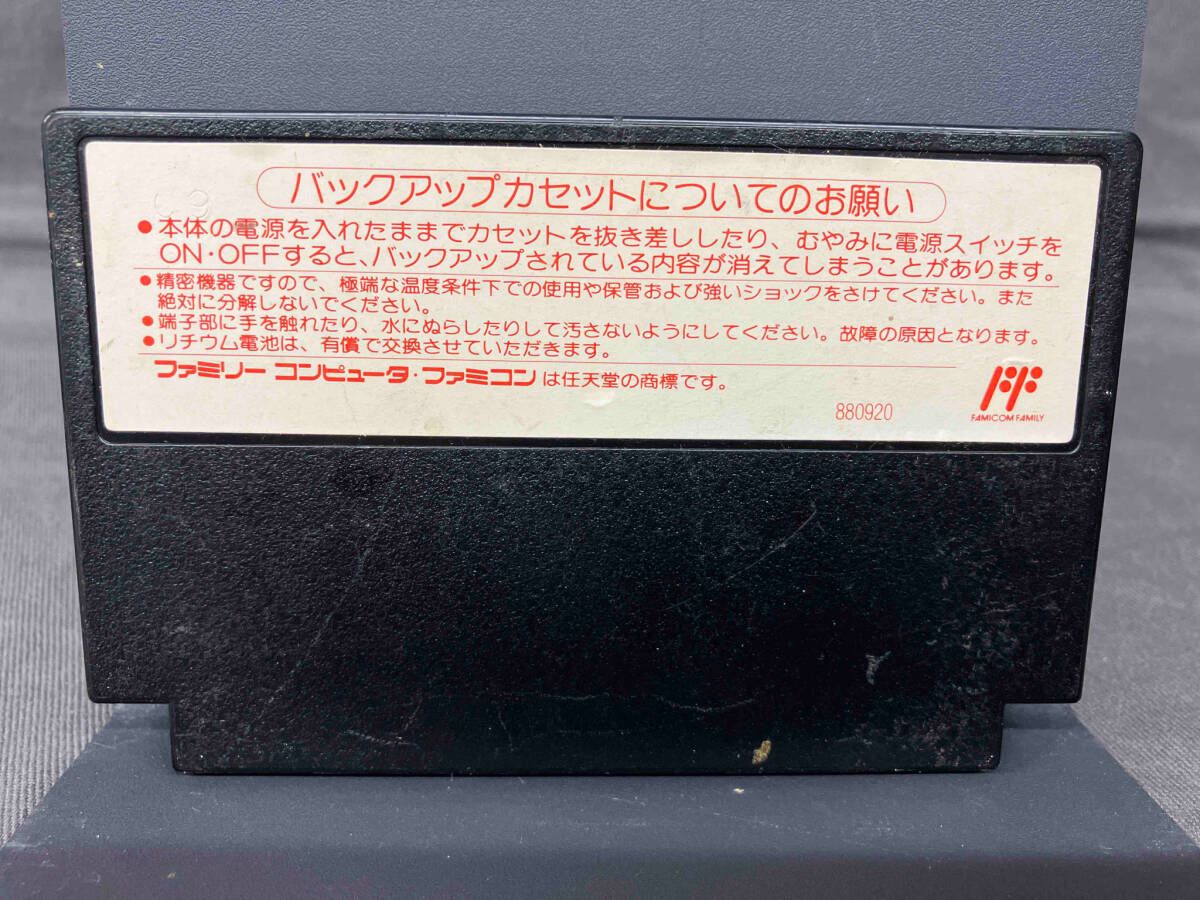 バックアップカセットについてのお願い
●本体の電源を入れたままでカセットを抜き差ししたり、むやみに電源スイッチを
ON・OFFすると、バックアップされている内容が消えてしまうことがあります。
●精密機器ですので、極端な温度条件下での使用や保管および強いショックをさけてください。また
絶対に分解しないでください。
●端子部に手を触れたり、水にぬらしたりして汚さないようにしてください。故障の原因となります。
●リチウム電池は、有償で交換させていただきます。
ファミリー コンピュータ・ファミコン は任天堂の商標です。
880920
FAMICOM FAMILY